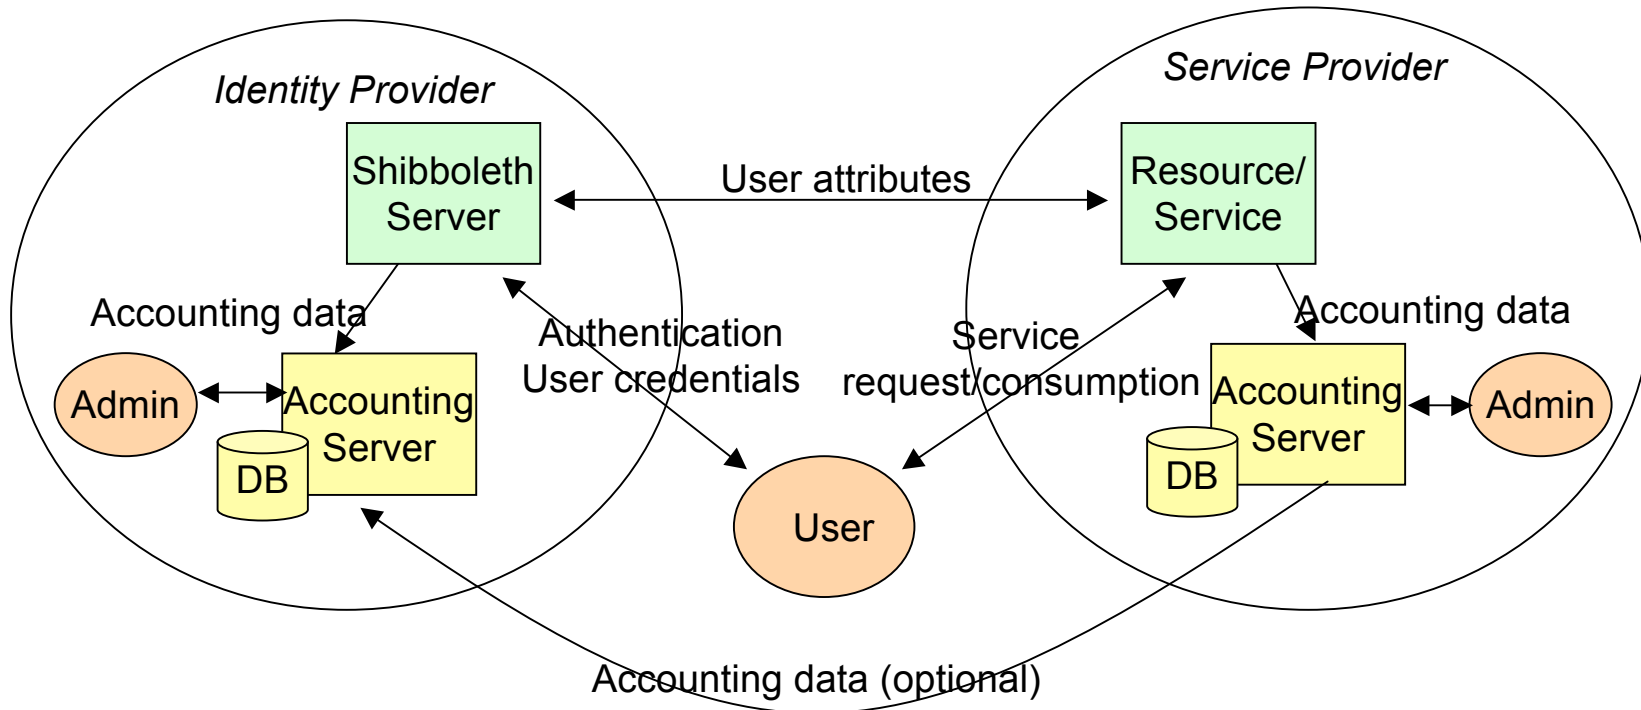 Identity Provider
Service Provider
Shibboleth
Server
User attributes
Resource/
Service
Accounting data
Authentication
User credentials
Service
request/consumption
Accounting data
Admin
Accounting
Server
DB
User
Accounting
Server
DB
Admin
Accounting data (optional)